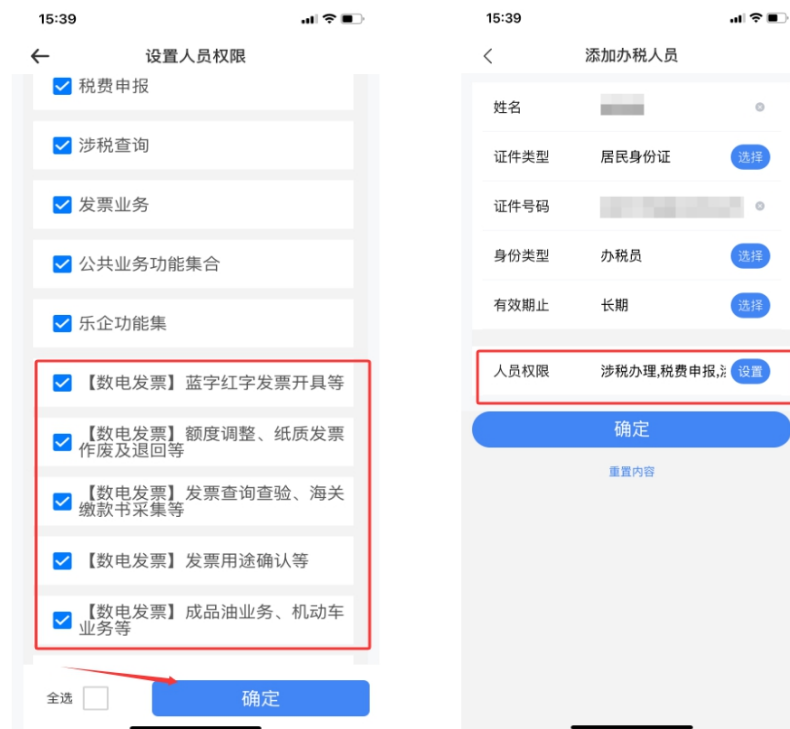 15:39
设置人员权限
税费申报
涉税查询
发票业务
公共业务功能集合
乐企功能集
【数电发票】蓝字红字发票开具等
【数电发票】额度调整、纸质发票
作废及退回等
【数电发票】发票查询查验、海关
缴款书采集等
【数电发票】发票用途确认等
【数电发票】成品油业务、机动车
业务等
全选
确定
15:39
添加办税人员
姓名
证件类型 居民身份证 选择
证件号码
身份类型 办税员 选择
有效期止 长期 选择
人员权限 涉税办理,税费申报, 设置
确定
重置内容